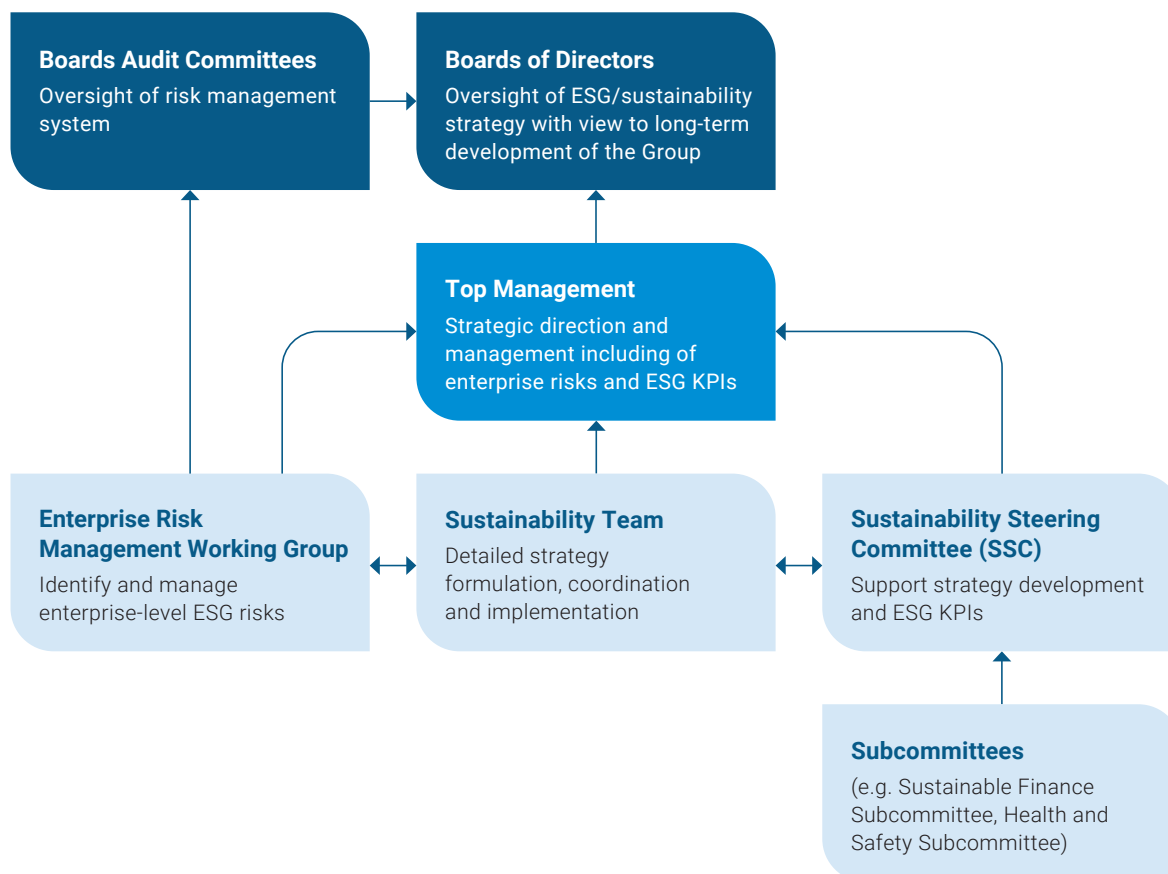 Boards Audit Committees
Oversight of risk management
system
Boards of Directors
Oversight of ESG/sustainability
strategy with view to long-term
development of the Group
Top Management
Strategic direction and
management including of
enterprise risks and ESG KPIs
Enterprise Risk
Management Working Group
Identify and manage
enterprise-level ESG risks
Sustainability Team
Detailed strategy
formulation, coordination
and implementation
Sustainability Steering
Committee (SSC)
Support strategy development
and ESG KPIs
Subcommittees
(e.g. Sustainable Finance
Subcommittee, Health and
Safety Subcommittee)